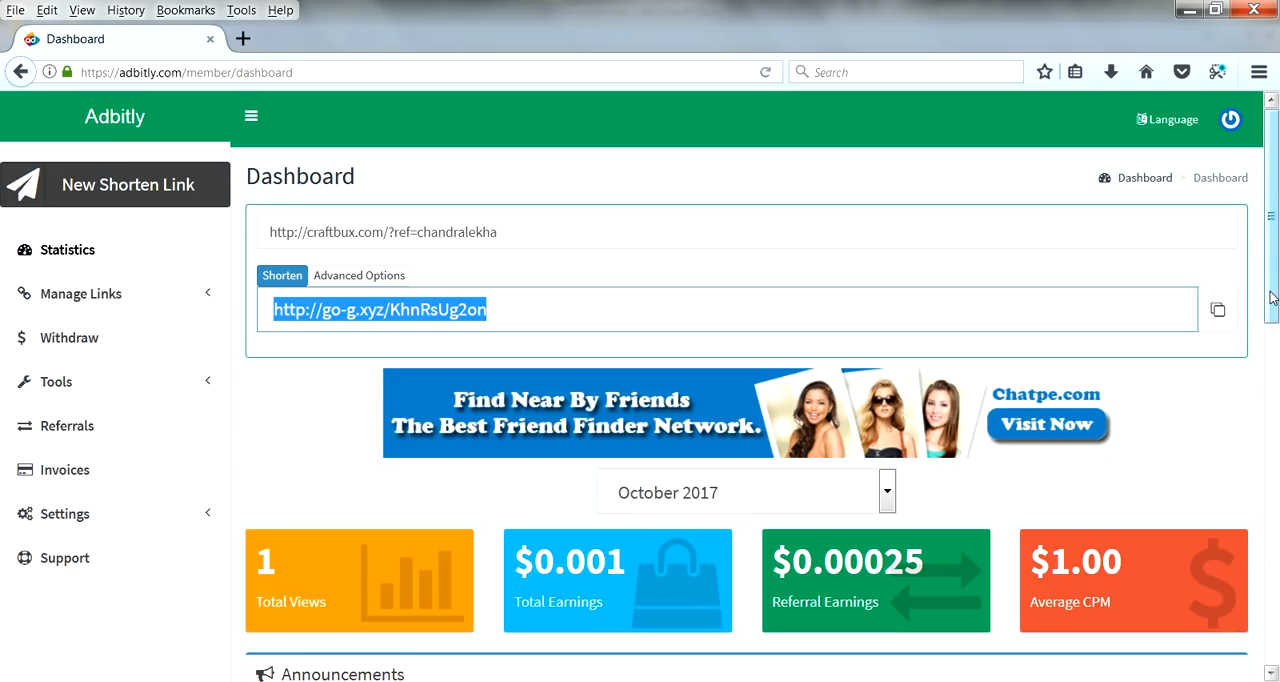 File Edit View History Bookmarks Tools Help
Dashboard
https://adbitly.com/member/dashboard
Search
Adbitly
Language
New Shorten Link
Dashboard
Dashboard > Dashboard
http://craftbux.com/?ref=chandralekha
Statistics
Shorten Advanced Options
Manage Links
http://go-g.xyz/KhnRsUg2on
Withdraw
Tools
Find Near By Friends
The Best Friend Finder Network.
Chatpe.com
Visit Now
Referrals
Invoices
October 2017
Settings
Support
1
Total Views
$0.001
Total Earnings
$0.00025
Referral Earnings
$1.00
Average CPM
Announcements